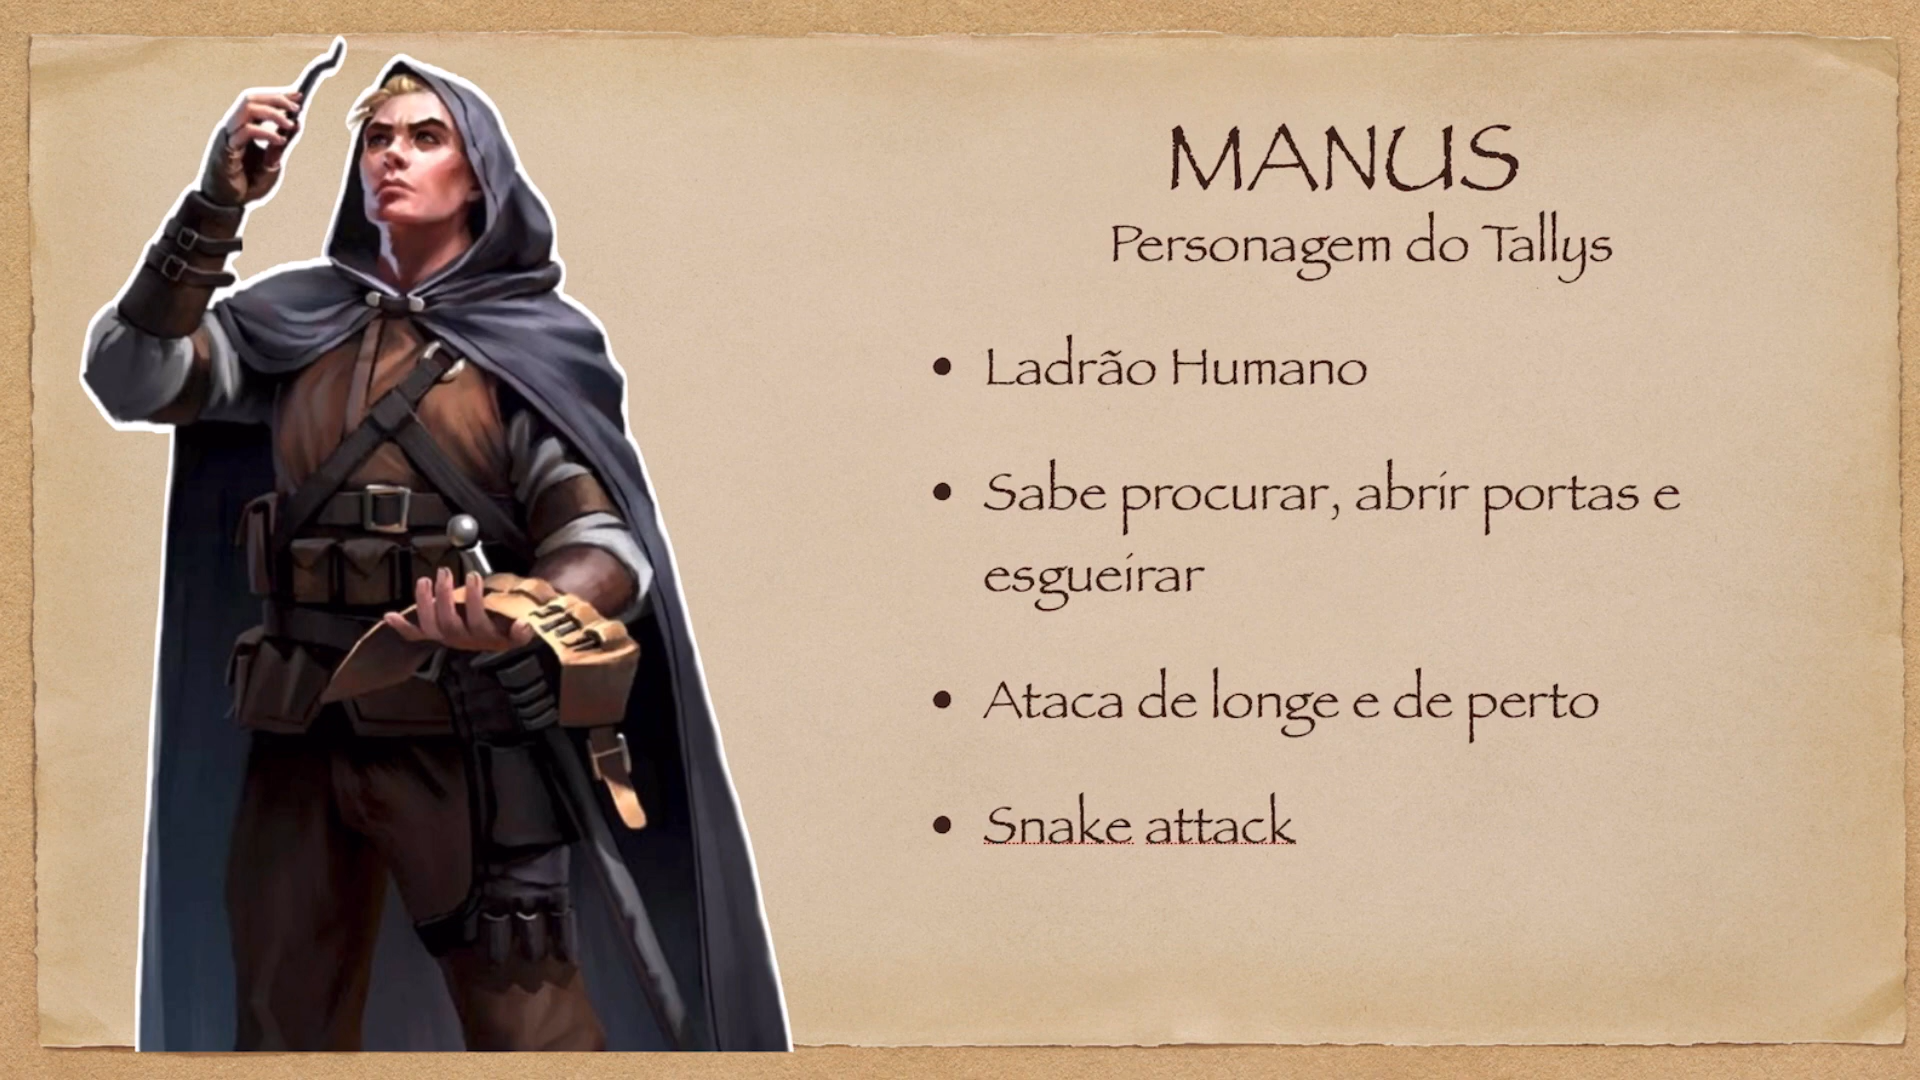 MANUS
Personagem do Tallys
• Ladrão Humano
• Sabe procurar, abrir portas e
esgueirar
• Ataca de longe e de perto
• Snake attack